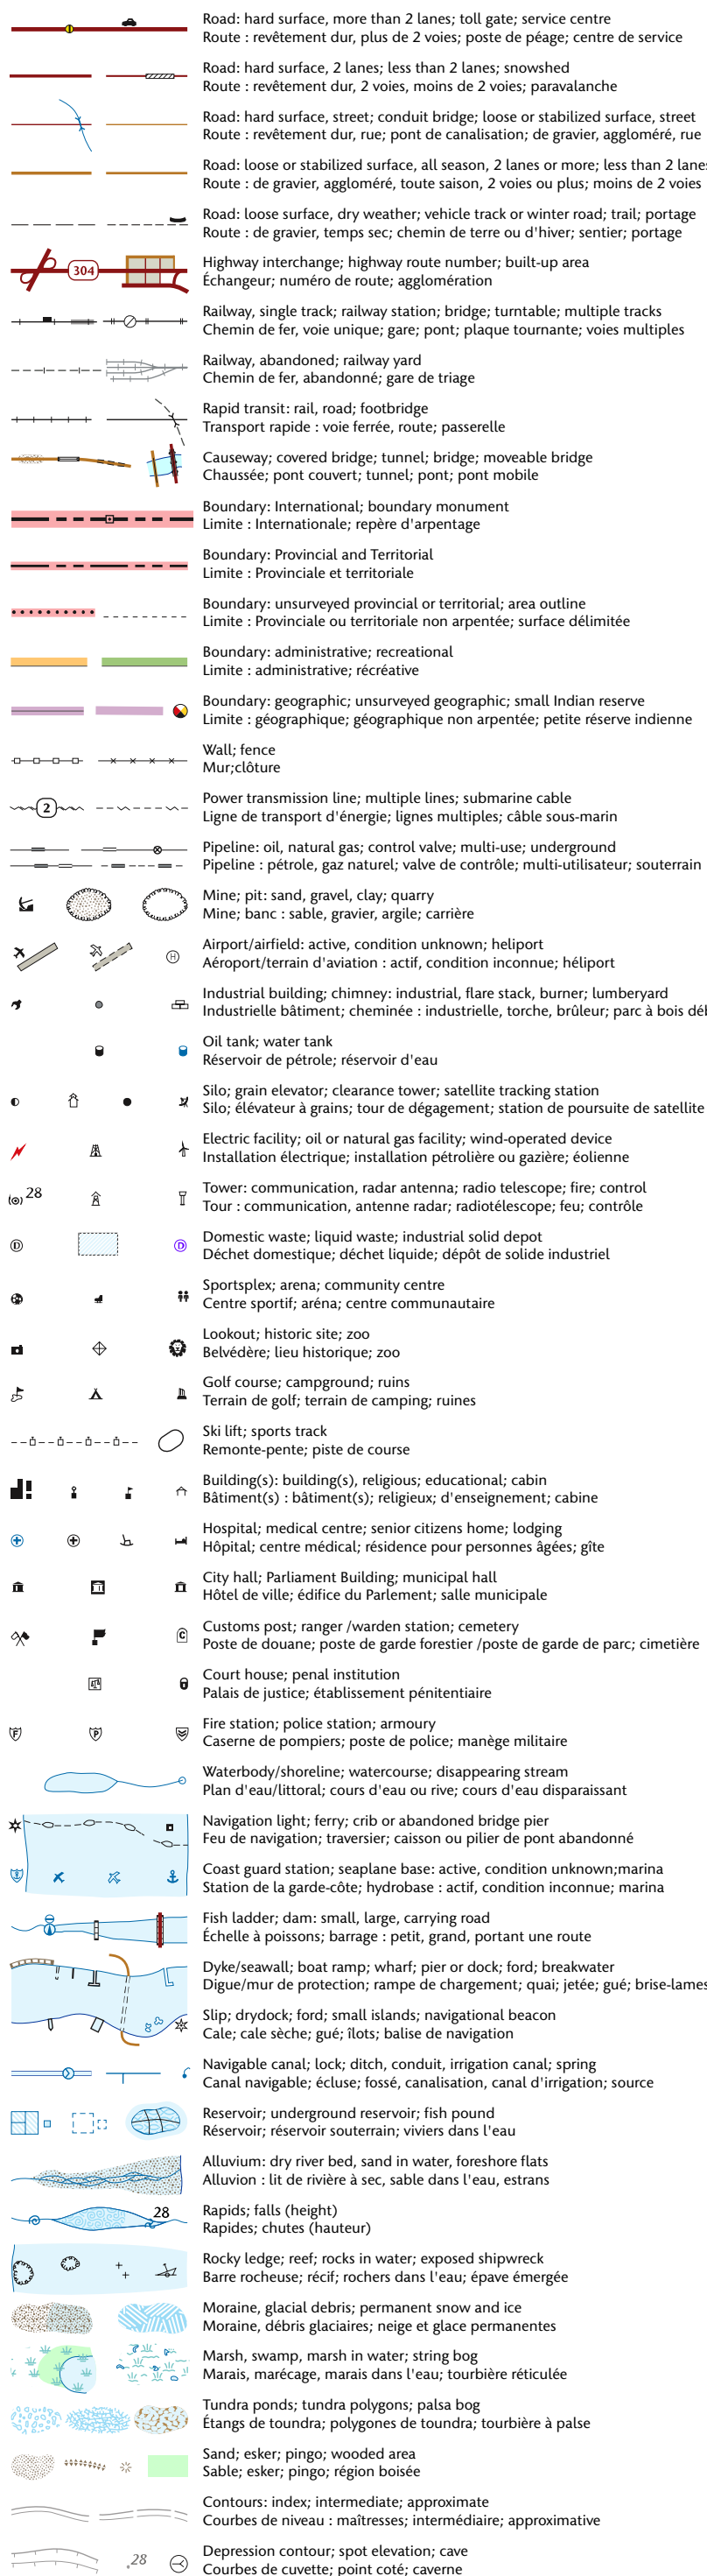 Road: hard surface, more than 2 lanes; toll gate; service centre
Route : revêtement dur, plus de 2 voies; poste de péage; centre de service
Road: hard surface, 2 lanes; less than 2 lanes; snowshed
Route : revêtement dur, 2 voies, moins de 2 voies; paravalanche
Road: hard surface, street; conduit bridge; loose or stabilized surface, street
Route : revêtement dur, rue; pont de canalisation; de gravier, aggloméré, rue
Road: loose or stabilized surface, all season, 2 lanes or more; less than 2 lanes
Route : de gravier, aggloméré, toute saison, 2 voies ou plus; moins de 2 voies
Road: loose surface, dry weather; vehicle track or winter road; trail; portage
Route : de gravier, temps sec; chemin de terre ou d'hiver; sentier; portage
304
Highway interchange; highway route number; built-up area
Échangeur; numéro de route; agglomération
Railway, single track; railway station; bridge; turntable; multiple tracks
Chemin de fer, voie unique; gare; pont; plaque tournante; voies multiples
Railway, abandoned; railway yard
Chemin de fer, abandonné; gare de triage
Rapid transit: rail, road; footbridge
Transport rapide : voie ferrée, route; passerelle
Causeway; covered bridge; tunnel; bridge; moveable bridge
Chaussée; pont couvert; tunnel; pont; pont mobile
Boundary: International; boundary monument
Limite : Internationale; repère d'arpentage
Boundary: Provincial and Territorial
Limite : Provinciale et territoriale
Boundary: unsurveyed provincial or territorial; area outline
Limite : Provinciale ou territoriale non arpentée; surface délimitée
Boundary: administrative; recreational
Limite : administrative; récréative
Boundary: geographic; unsurveyed geographic; small Indian reserve
Limite : géographique; géographique non arpentée; petite réserve indienne
Wall; fence
Mur;clôture
2
Power transmission line; multiple lines; submarine cable
Ligne de transport d'énergie; lignes multiples; câble sous-marin
Pipeline: oil, natural gas; control valve; multi-use; underground
Pipeline : pétrole, gaz naturel; valve de contrôle; multi-utilisateur; souterrain
Mine; pit: sand, gravel, clay; quarry
Mine; banc : sable, gravier, argile; carrière
H
Airport/airfield: active, condition unknown; heliport
Aéroport/terrain d'aviation : actif, condition inconnue; héliport
Industrial building; chimney: industrial, flare stack, burner; lumberyard
Industrielle bâtiment; cheminée : industrielle, torche, brûleur; parc à bois
Oil tank; water tank
Réservoir de pétrole; réservoir d'eau
Silo; grain elevator; clearance tower; satellite tracking station
Silo; élévateur à grains; tour de dégagement; station de poursuite de satellite
Electric facility; oil or natural gas facility; wind-operated device
Installation électrique; installation pétrolière ou gazière; éolienne
28
Tower: communication, radar antenna; radio telescope; fire; control
Tour : communication, antenne radar; radiotélescope; feu; contrôle
D
D
Domestic waste; liquid waste; industrial solid depot
Déchet domestique; déchet liquide; dépôt de solide industriel
Sportsplex; arena; community centre
Centre sportif; aréna; centre communautaire
Lookout; historic site; zoo
Belvédère; lieu historique; zoo
Golf course; campground; ruins
Terrain de golf; terrain de camping; ruines
Ski lift; sports track
Remonte-pente; piste de course
Building(s): building(s), religious; educational; cabin
Bâtiment(s) : bâtiment(s); religieux; d'enseignement; cabine
Hospital; medical centre; senior citizens home; lodging
Hôpital; centre médical; résidence pour personnes âgées; gîte
City hall; Parliament Building; municipal hall
Hôtel de ville; édifice du Parlement; salle municipale
C
Customs post; ranger /warden station; cemetery
Poste de douane; poste de garde forestier /poste de garde de parc; cimetière
Court house; penal institution
Palais de justice; établissement pénitentiaire
F
P
Fire station; police station; armoury
Caserne de pompiers; poste de police; manège militaire
Waterbody/shoreline; watercourse; disappearing stream
Plan d'eau/littoral; cours d'eau ou rive; cours d'eau disparaissant
Navigation light; ferry; crib or abandoned bridge pier
Feu de navigation; traversier; caisson ou pilier de pont abandonné
Coast guard station; seaplane base: active, condition unknown;marina
Station de la garde-côte; hydrobase : actif, condition inconnue; marina
Fish ladder; dam: small, large, carrying road
Échelle à poissons; barrage : petit, grand, portant une route
Dyke/seawall; boat ramp; wharf; pier or dock; ford; breakwater
Digue/mur de protection; rampe de chargement; quai; jetée; gué; brise-lames
Slip; drydock; ford; small islands; navigational beacon
Cale; cale sèche; gué; îlots; balise de navigation
Navigable canal; lock; ditch, conduit, irrigation canal; spring
Canal navigable; écluse; fossé, canalisation, canal d'irrigation; source
Reservoir; underground reservoir; fish pound
Réservoir; réservoir souterrain; viviers dans l'eau
Alluvium: dry river bed, sand in water, foreshore flats
Alluvion : lit de rivière à sec, sable dans l'eau, estrans
28
Rapids; falls (height)
Rapides; chutes (hauteur)
Rocky ledge; reef; rocks in water; exposed shipwreck
Barre rocheuse; récif; rochers dans l'eau; épave émergée
Moraine, glacial debris; permanent snow and ice
Moraine, débris glaciaires; neige et glace permanentes
Marsh, swamp, marsh in water; string bog
Marais, marécage, marais dans l'eau; tourbière réticulée
Tundra ponds; tundra polygons; palsa bog
Étangs de toundra; polygones de toundra; tourbière à palse
Sand; esker; pingo; wooded area
Sable; esker; pingo; région boisée
Contours: index; intermediate; approximate
Courbes de niveau : maîtresses; intermédiaire; approximative
.28
Depression contour; spot elevation; cave
Courbes de cuvette; point coté; caverne